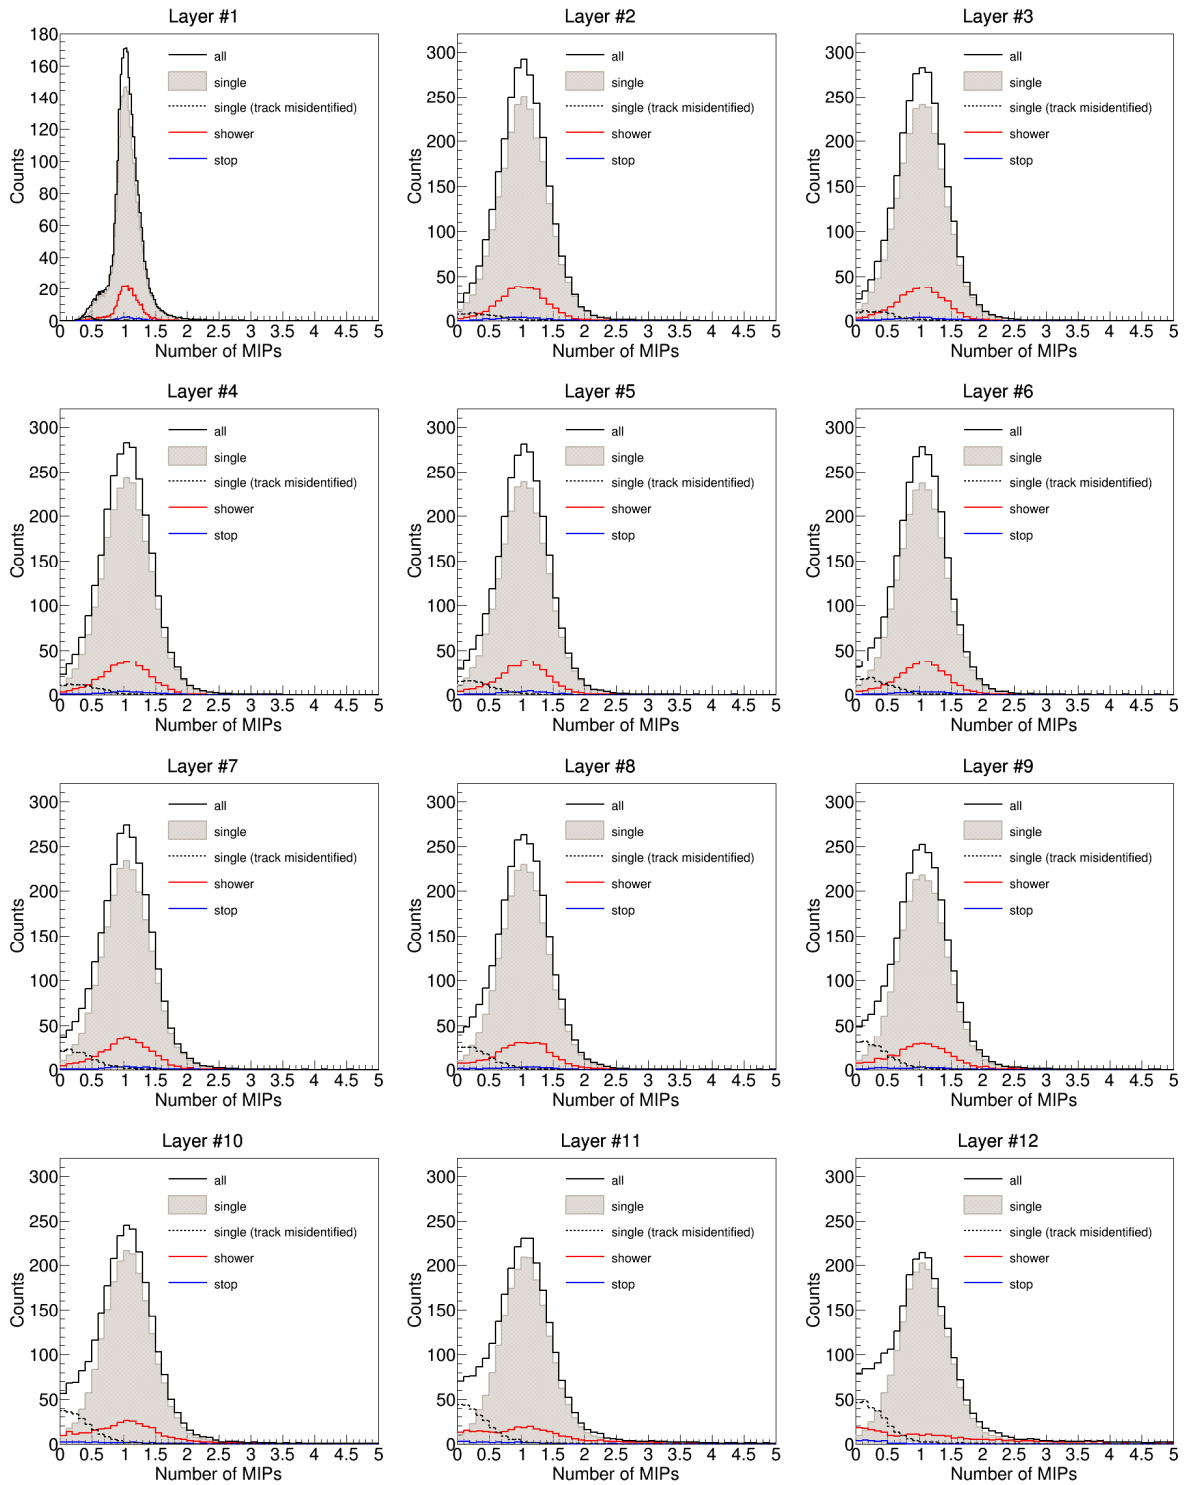 Layer #1
180
160
140
120
100
80
60
40
20
0
Counts
all
single
single (track misidentified)
shower
stop
0 0.5 1 1.5 2 2.5 3 3.5 4 4.5 5
Number of MIPs
Layer #2
300
250
200
150
100
50
0
Counts
all
single
single (track misidentified)
shower
stop
0 0.5 1 1.5 2 2.5 3 3.5 4 4.5 5
Number of MIPs
Layer #3
300
250
200
150
100
50
0
Counts
all
single
single (track misidentified)
shower
stop
0 0.5 1 1.5 2 2.5 3 3.5 4 4.5 5
Number of MIPs
Layer #4
300
250
200
150
100
50
0
Counts
all
single
single (track misidentified)
shower
stop
0 0.5 1 1.5 2 2.5 3 3.5 4 4.5 5
Number of MIPs
Layer #5
300
250
200
150
100
50
0
Counts
all
single
single (track misidentified)
shower
stop
0 0.5 1 1.5 2 2.5 3 3.5 4 4.5 5
Number of MIPs
Layer #6
300
250
200
150
100
50
0
Counts
all
single
single (track misidentified)
shower
stop
0 0.5 1 1.5 2 2.5 3 3.5 4 4.5 5
Number of MIPs
Layer #7
300
250
200
150
100
50
0
Counts
all
single
single (track misidentified)
shower
stop
0 0.5 1 1.5 2 2.5 3 3.5 4 4.5 5
Number of MIPs
Layer #8
300
250
200
150
100
50
0
Counts
all
single
single (track misidentified)
shower
stop
0 0.5 1 1.5 2 2.5 3 3.5 4 4.5 5
Number of MIPs
Layer #9
300
250
200
150
100
50
0
Counts
all
single
single (track misidentified)
shower
stop
0 0.5 1 1.5 2 2.5 3 3.5 4 4.5 5
Number of MIPs
Layer #10
300
250
200
150
100
50
0
Counts
all
single
single (track misidentified)
shower
stop
0 0.5 1 1.5 2 2.5 3 3.5 4 4.5 5
Number of MIPs
Layer #11
300
250
200
150
100
50
0
Counts
all
single
single (track misidentified)
shower
stop
0 0.5 1 1.5 2 2.5 3 3.5 4 4.5 5
Number of MIPs
Layer #12
300
250
200
150
100
50
0
Counts
all
single
single (track misidentified)
shower
stop
0 0.5 1 1.5 2 2.5 3 3.5 4 4.5 5
Number of MIPs